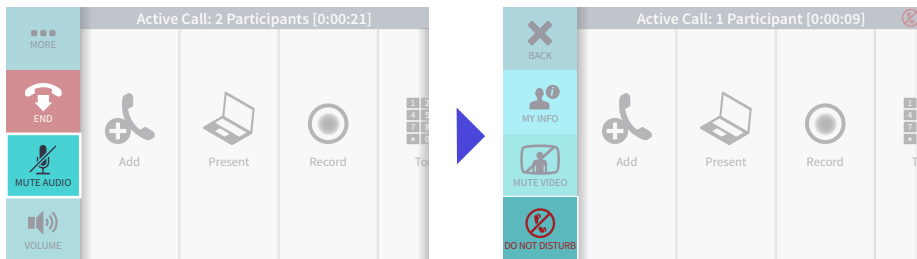 Active Call: 2 Participants [0:00:21]
MORE
END
MUTE AUDIO
VOLUME
Add
Present
Record
Active Call: 1 Participant [0:00:09]
BACK
MY INFO
MUTE VIDEO
DO NOT DISTURB
Add
Present
Record